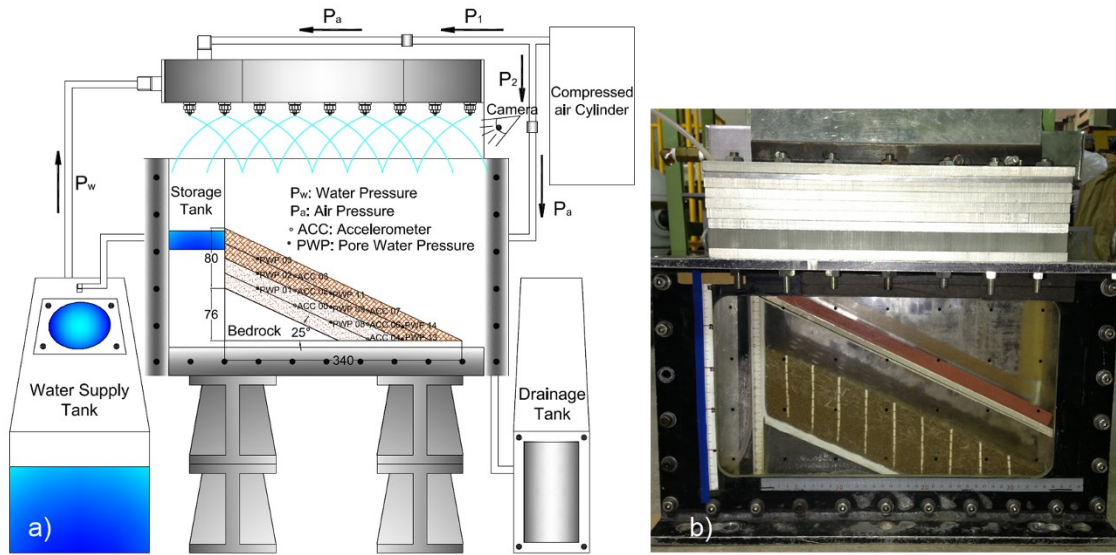 Pa
P1
P2
Camera
Compressed
air Cylinder
Pw
Storage
Tank
Pw: Water Pressure
Pa: Air Pressure
ACC: Accelerometer
PWP: Pore Water Pressure
Pa
80
PWP 03
PWP 02
ACC 03
PWP 01
ACC 02
PWP 11
ACC 05
PWP 09
ACC 07
76
Bedrock
25°
PWP 08
ACC 06
PWP 14
ACC 04
PWP 13
340
Water Supply
Tank
Drainage
Tank
a)
b)